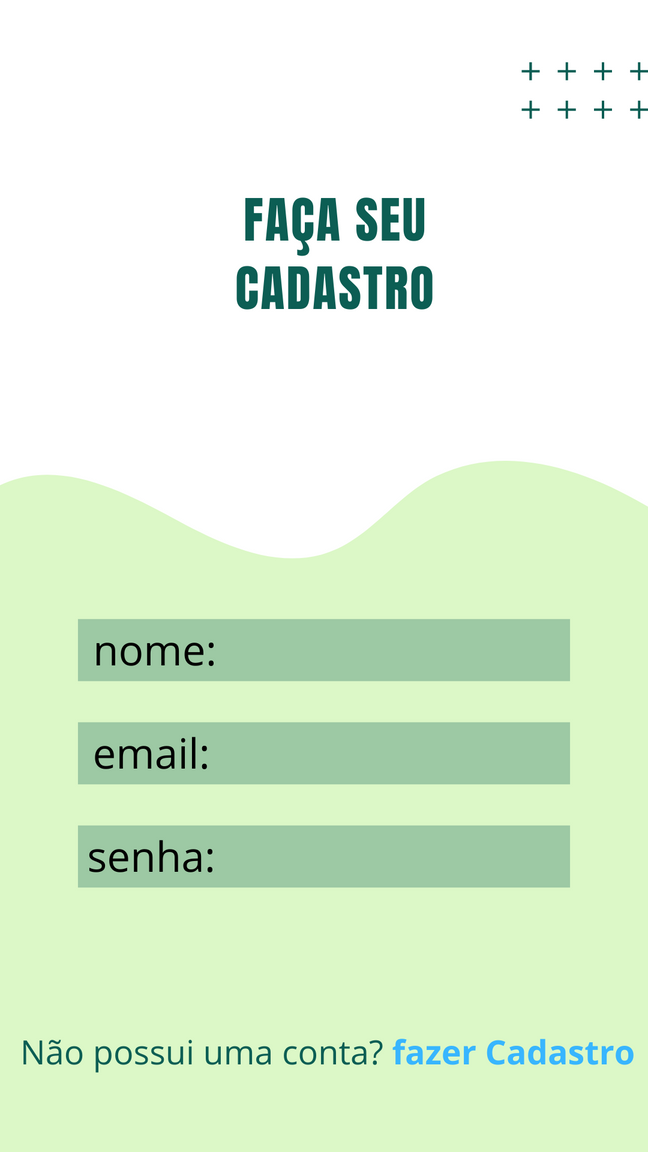 FAÇA SEU
CADASTRO
nome:
email:
senha:
Não possui uma conta? fazer Cadastro